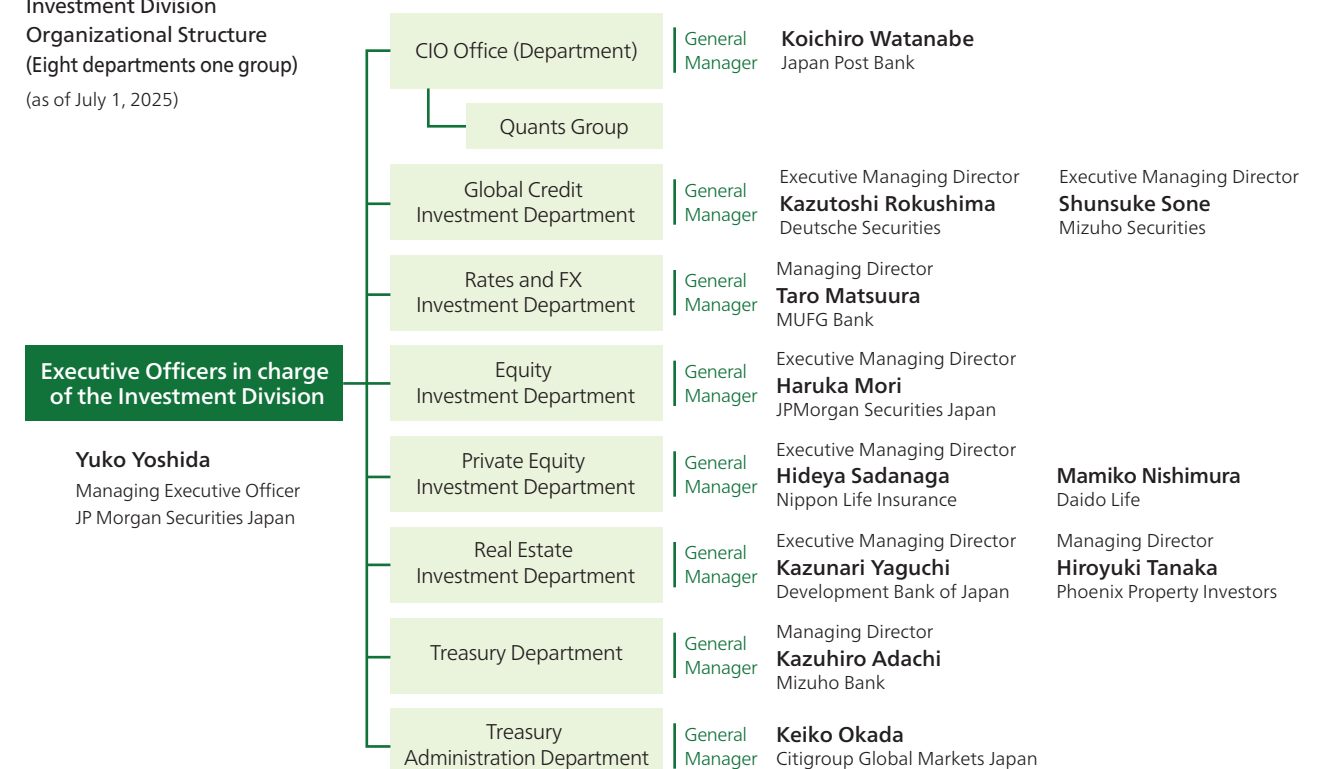 Investment Division
Organizational Structure
(Eight departments one group)
(as of July 1, 2025)
CIO Office (Department)
General
Manager
Koichiro Watanabe
Japan Post Bank
Quants Group
Global Credit
Investment Department
General
Manager
Executive Managing Director
Kazutoshi Rokushima
Deutsche Securities
Executive Managing Director
Shunsuke Sone
Mizuho Securities
Rates and FX
Investment Department
General
Manager
Managing Director
Taro Matsuura
MUFG Bank
Executive Officers in charge
of the Investment Division
Yuko Yoshida
Managing Executive Officer
JP Morgan Securities Japan
Equity
Investment Department
General
Manager
Executive Managing Director
Haruka Mori
JPMorgan Securities Japan
Private Equity
Investment Department
General
Manager
Executive Managing Director
Hideya Sadanaga
Nippon Life Insurance
Mamiko Nishimura
Daido Life
Real Estate
Investment Department
General
Manager
Executive Managing Director
Kazunari Yaguchi
Development Bank of Japan
Managing Director
Hiroyuki Tanaka
Phoenix Property Investors
Treasury Department
General
Manager
Managing Director
Kazuhiro Adachi
Mizuho Bank
Treasury
Administration Department
General
Manager
Keiko Okada
Citigroup Global Markets Japan